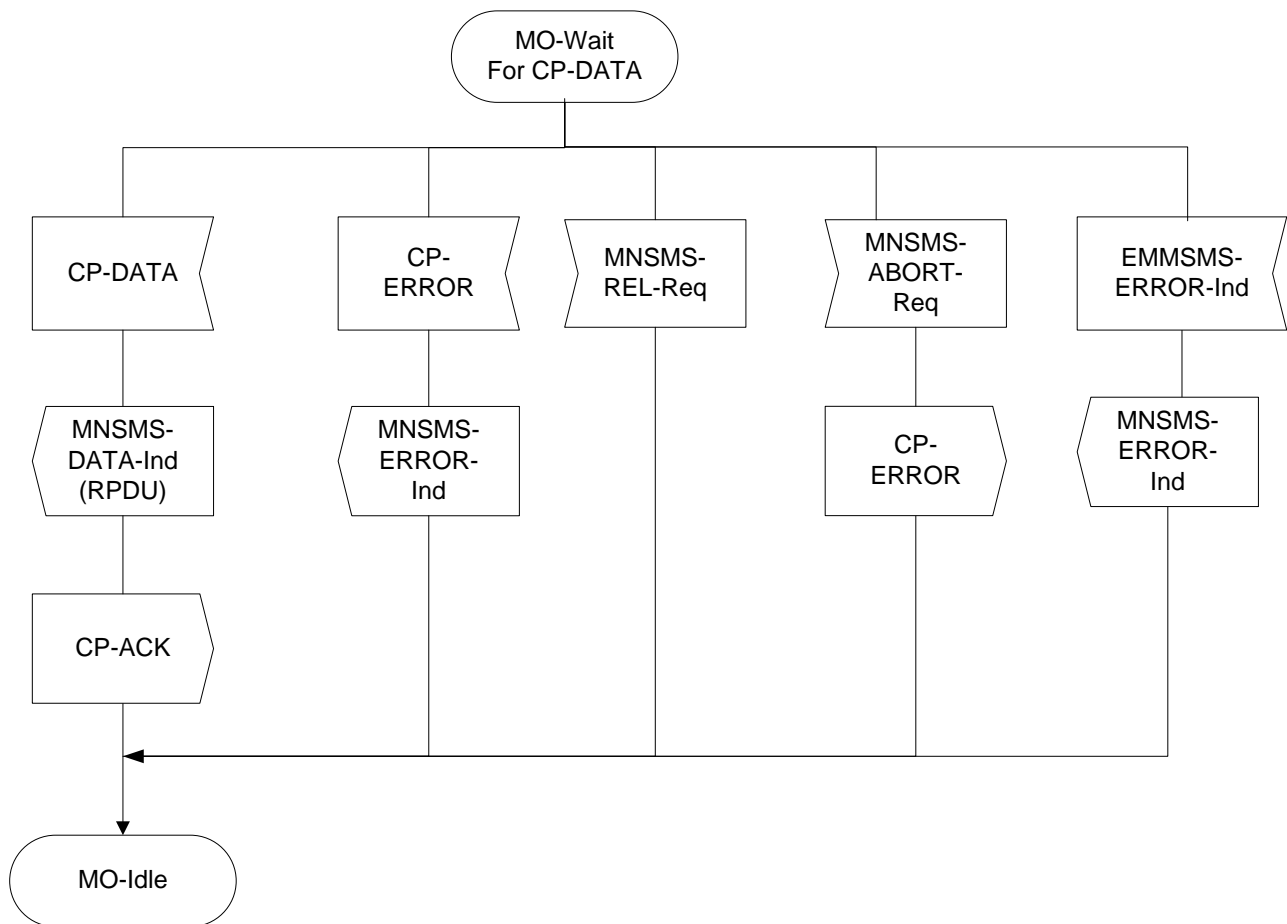 MO-Wait
For CP-DATA
CP-DATA
CP-
ERROR
MNSMS-
REL-Req
MNSMS-
ABORT-
Req
EMMSMS-
ERROR-Ind
MNSMS-
DATA-Ind
(RPDU)
MNSMS-
ERROR-
Ind
CP-
ERROR
MNSMS-
ERROR-
Ind
CP-ACK
MO-Idle